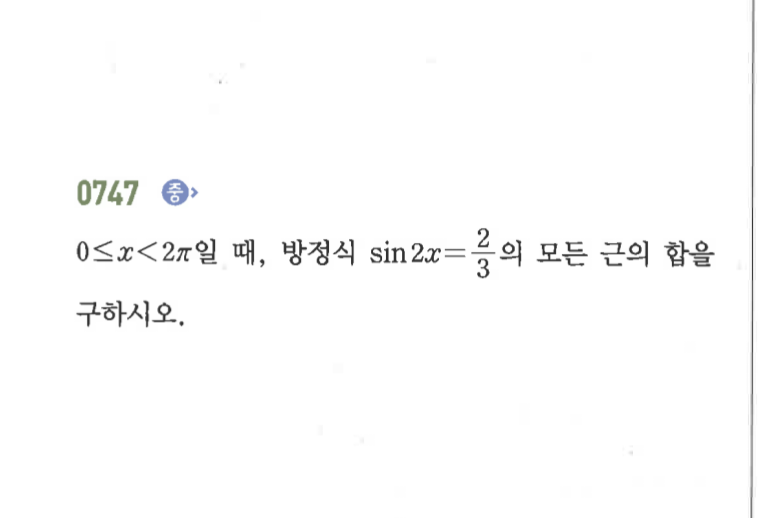 0747 중
0≤x<2π일 때, 방정식 sin 2x=2/3의 모든 근의 합을
구하시오.